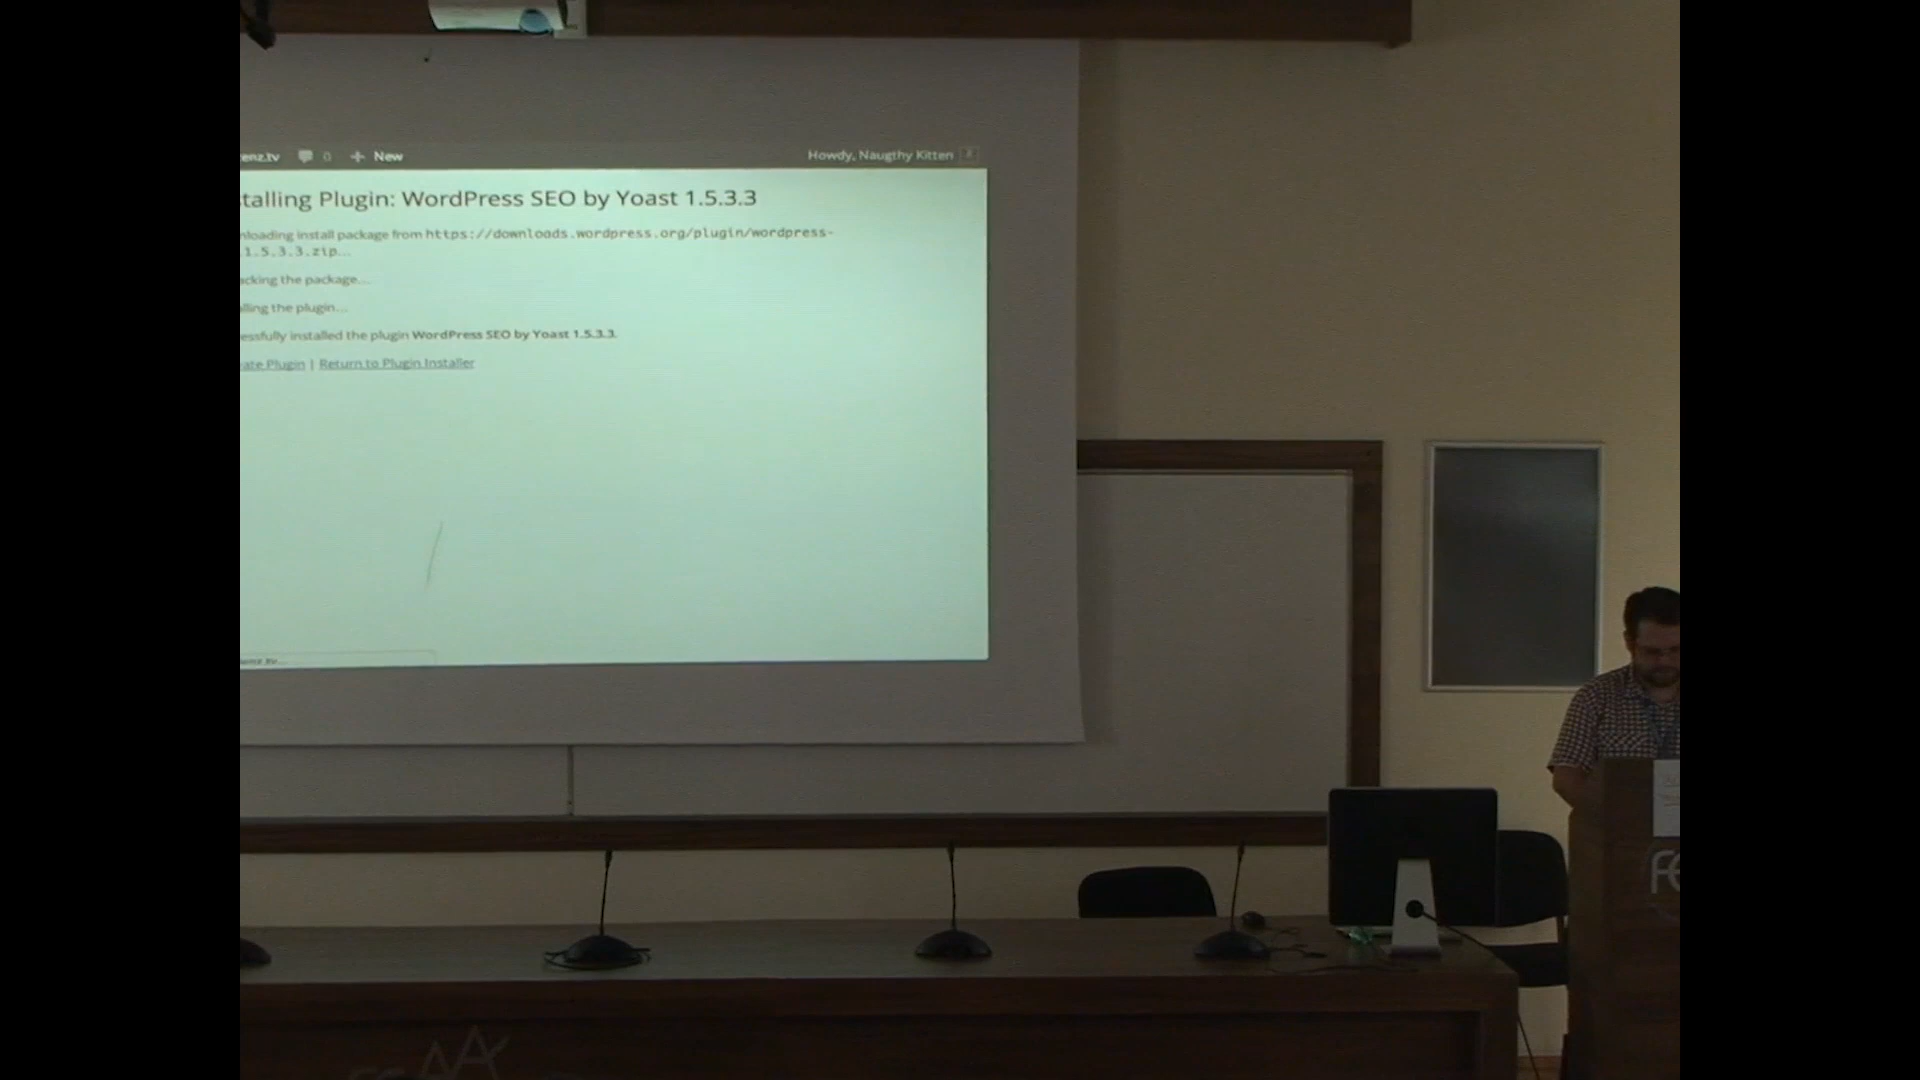 enz.tv 0 + New Howdy, Naugthy Kitten
talling Plugin: WordPress SEO by Yoast 1.5.3.3
nloading install package from https://downloads.wordpress.org/plugin/wordpress-
.1.5.3.3.zip...
cking the package...
lling the plugin...
essfully installed the plugin WordPress SEO by Yoast 1.5.3.3.
ate Plugin | Return to Plugin Installer